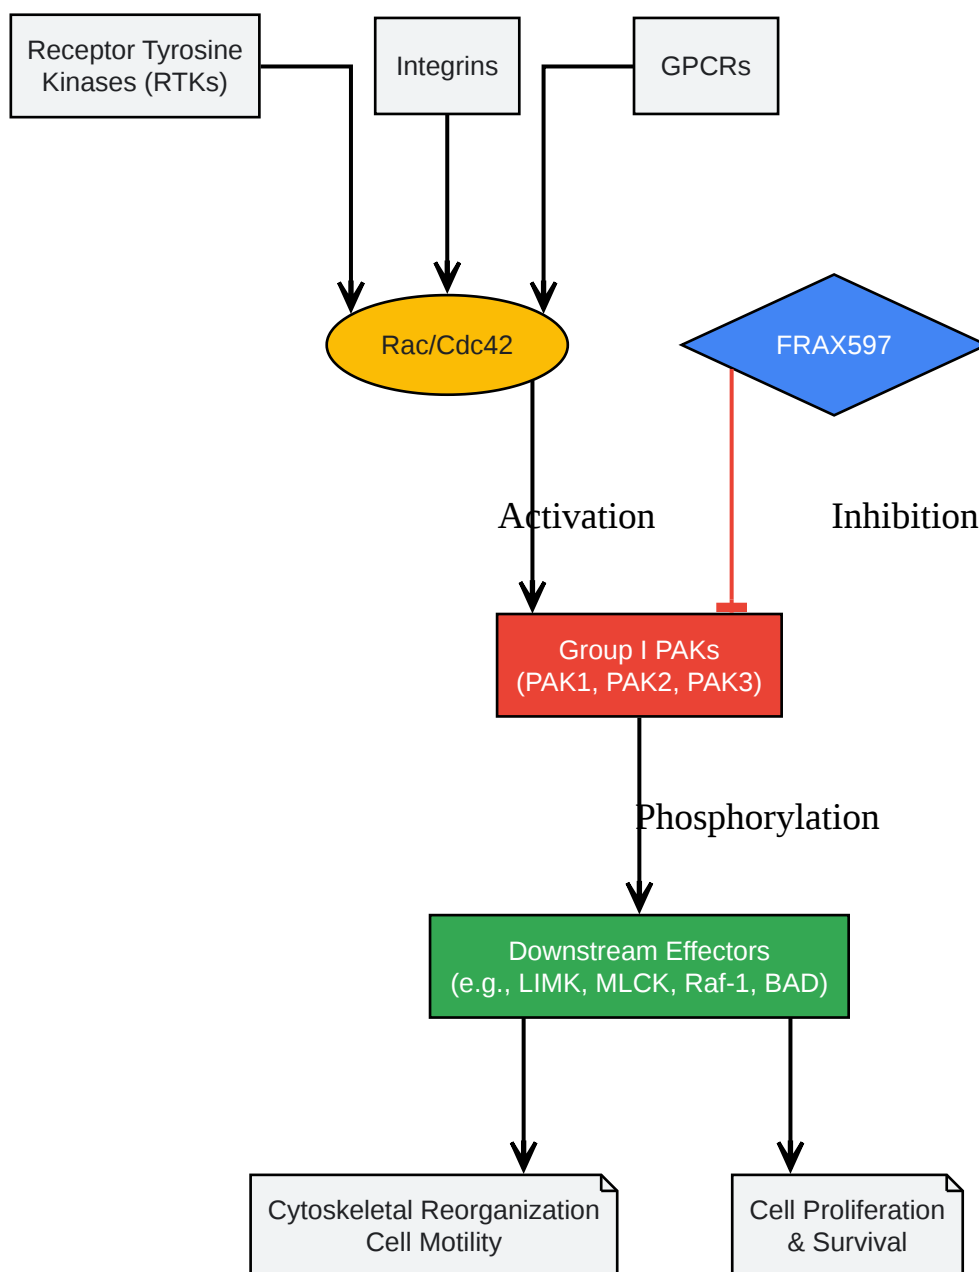 Receptor Tyrosine
Kinases (RTKs)
Integrins
GPCRs
Rac/Cdc42
FRAX597
Activation
Inhibition
Group I PAKs
(PAK1, PAK2, PAK3)
Phosphorylation
Downstream Effectors
(e.g., LIMK, MLCK, Raf-1, BAD)
Cytoskeletal Reorganization
Cell Motility
Cell Proliferation
& Survival